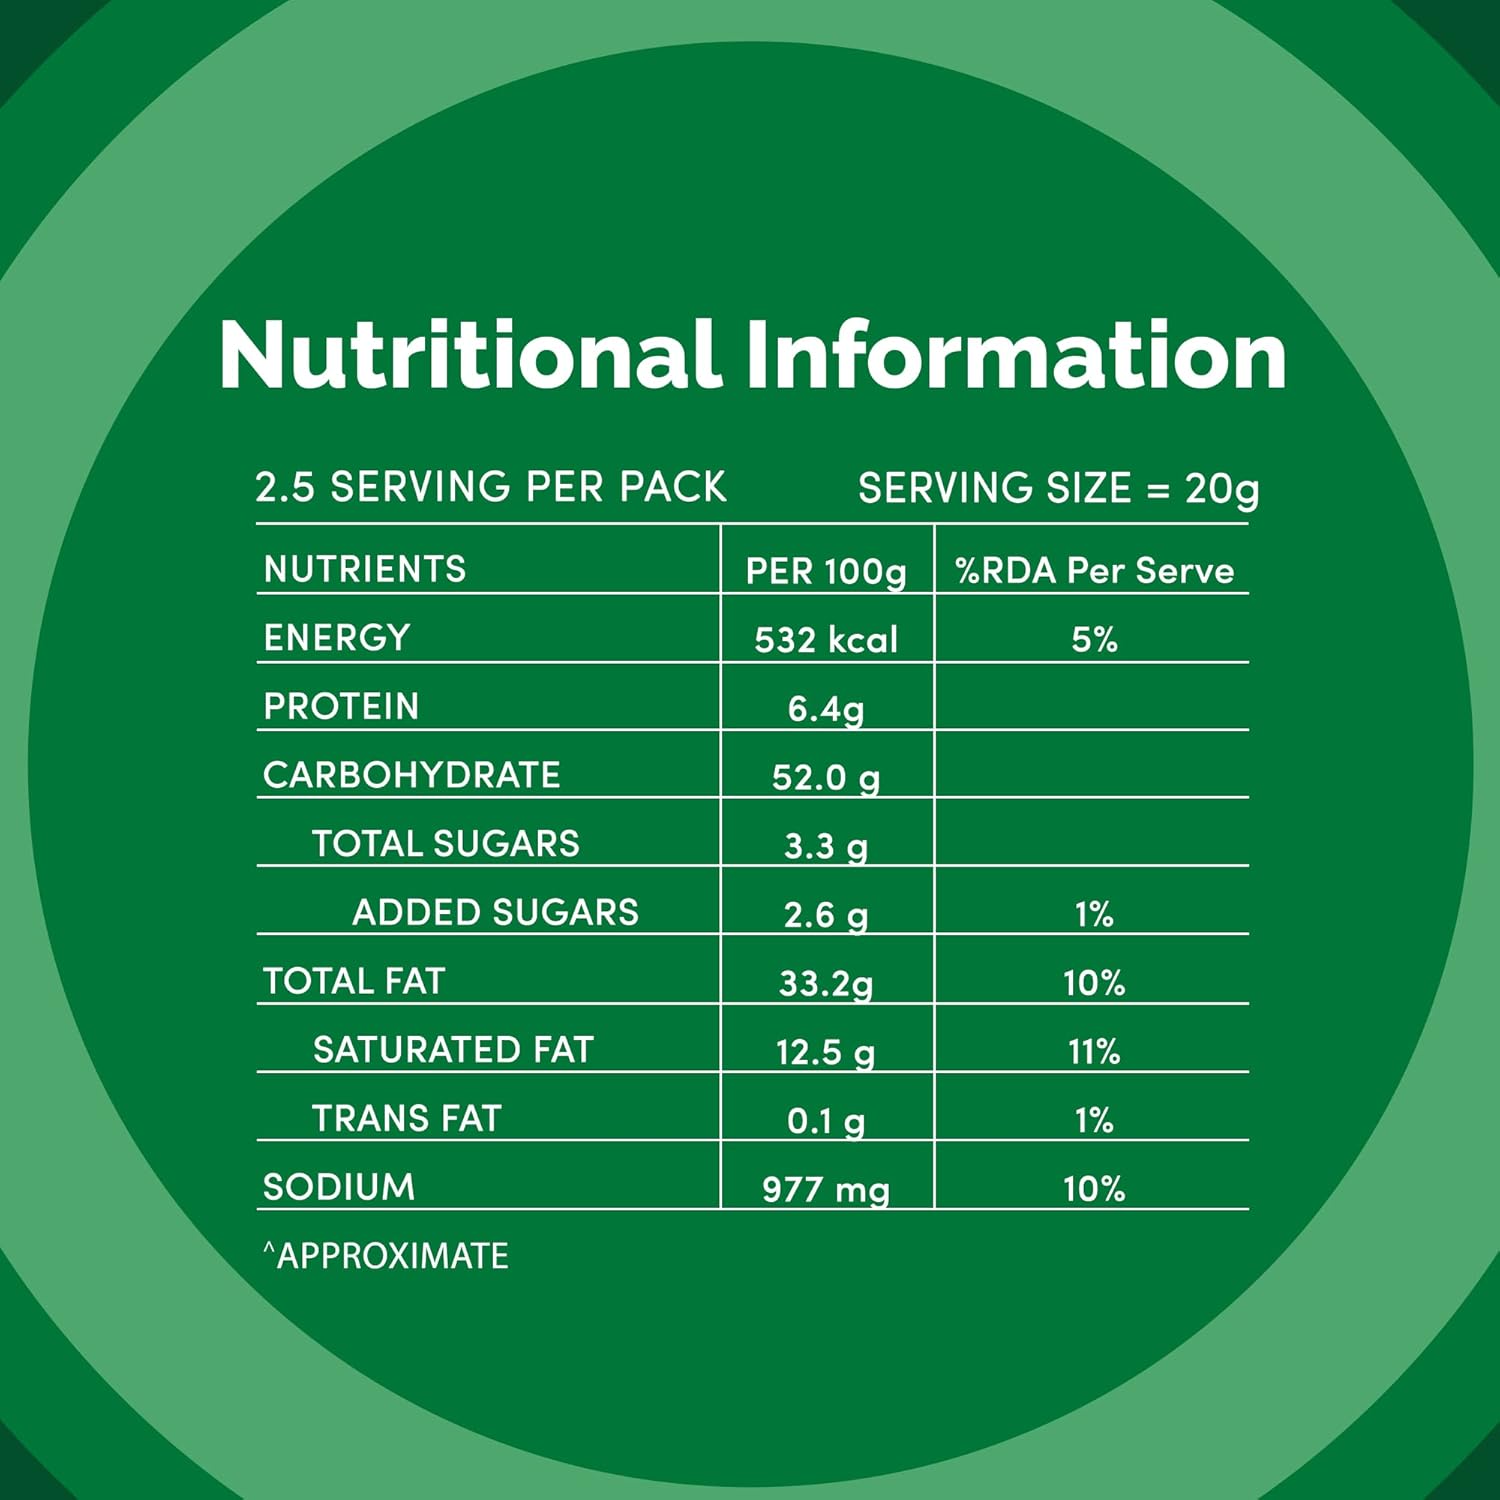 Nutritional Information
2.5 SERVING PER PACK SERVING SIZE = 20g
NUTRIENTS PER 100g %RDA Per Serve
ENERGY 532 kcal 5%
PROTEIN 6.4g
CARBOHYDRATE 52.0 g
TOTAL SUGARS 3.3 g
ADDED SUGARS 2.6 g 1%
TOTAL FAT 33.2g 10%
SATURATED FAT 12.5 g 11%
TRANS FAT 0.1 g 1%
SODIUM 977 mg 10%
^APPROXIMATE